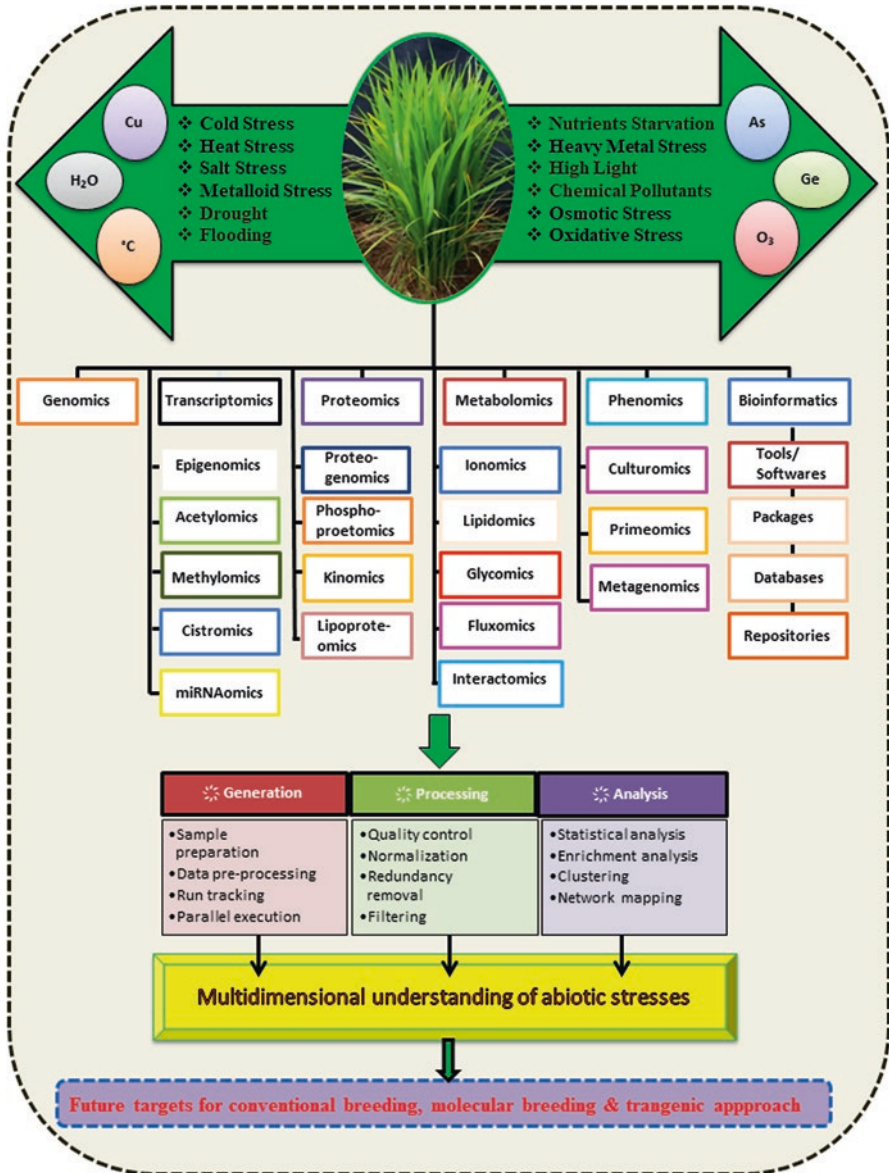 Cu
H₂O
°C
❖ Cold Stress
❖ Heat Stress
❖ Salt Stress
❖ Metalloid Stress
❖ Drought
❖ Flooding
❖ Nutrients Starvation
❖ Heavy Metal Stress
❖ High Light
❖ Chemical Pollutants
❖ Osmotic Stress
❖ Oxidative Stress
As
Ge
O₃
Genomics
Transcriptomics
Epigenomics
Acetylomics
Methylomics
Cistromics
miRNAomics
Proteomics
Proteo-
genomics
Phospho-
proetomics
Kinomics
Lipoprote-
omics
Metabolomics
Ionomics
Lipidomics
Glycomics
Fluxomics
Interactomics
Phenomics
Culturomics
Primeomics
Metagenomics
Bioinformatics
Tools/
Softwares
Packages
Databases
Repositories
Generation
•Sample
preparation
•Data pre-processing
•Run tracking
•Parallel execution
Processing
•Quality control
•Normalization
•Redundancy
removal
•Filtering
Analysis
•Statistical analysis
•Enrichment analysis
•Clustering
•Network mapping
Multidimensional understanding of abiotic stresses
Future targets for conventional breeding, molecular breeding & trangenic appproach